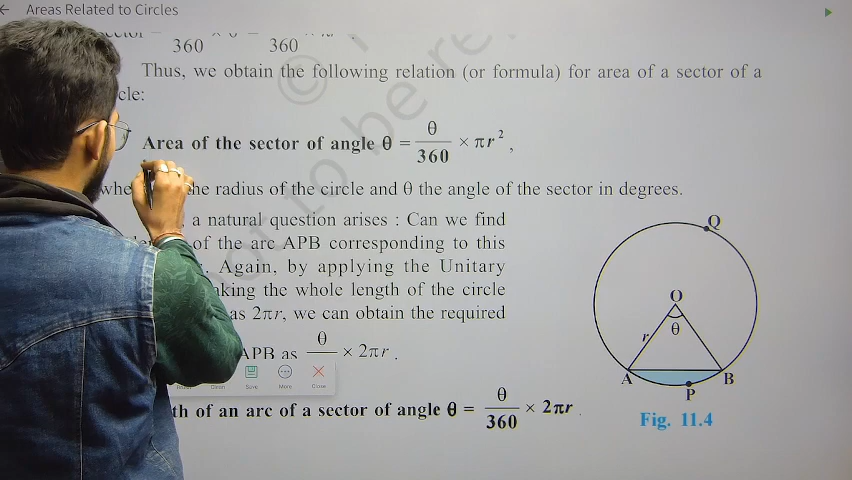 Areas Related to Circles
360 360
Thus, we obtain the following relation (or formula) for area of a sector of a
cle:
Area of the sector of angle θ = θ/360 × πr²,
whe he radius of the circle and θ the angle of the sector in degrees.
a natural question arises : Can we find
of the arc APB corresponding to this
Again, by applying the Unitary
aking the whole length of the circle
as 2πr, we can obtain the required
APB as θ/ × 2πr .
Save More Close
th of an arc of a sector of angle θ = θ/360 × 2πr .
Q
O
θ
r
A B
P
Fig. 11.4